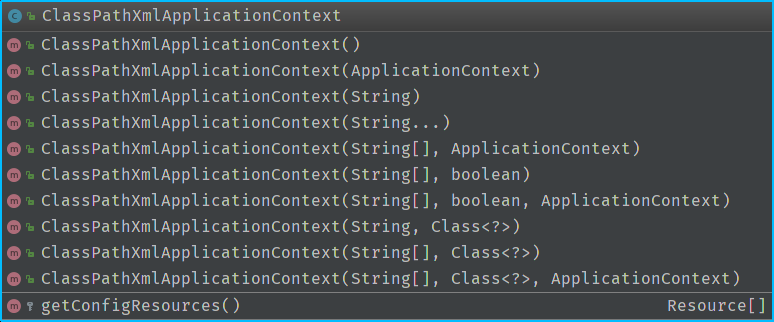 ClassPathXmlApplicationContext
ClassPathXmlApplicationContext()
ClassPathXmlApplicationContext(ApplicationContext)
ClassPathXmlApplicationContext(String)
ClassPathXmlApplicationContext(String...)
ClassPathXmlApplicationContext(String[], ApplicationContext)
ClassPathXmlApplicationContext(String[], boolean)
ClassPathXmlApplicationContext(String[], boolean, ApplicationContext)
ClassPathXmlApplicationContext(String, Class<?>)
ClassPathXmlApplicationContext(String[], Class<?>)
ClassPathXmlApplicationContext(String[], Class<?>, ApplicationContext)
getConfigResources() Resource[]